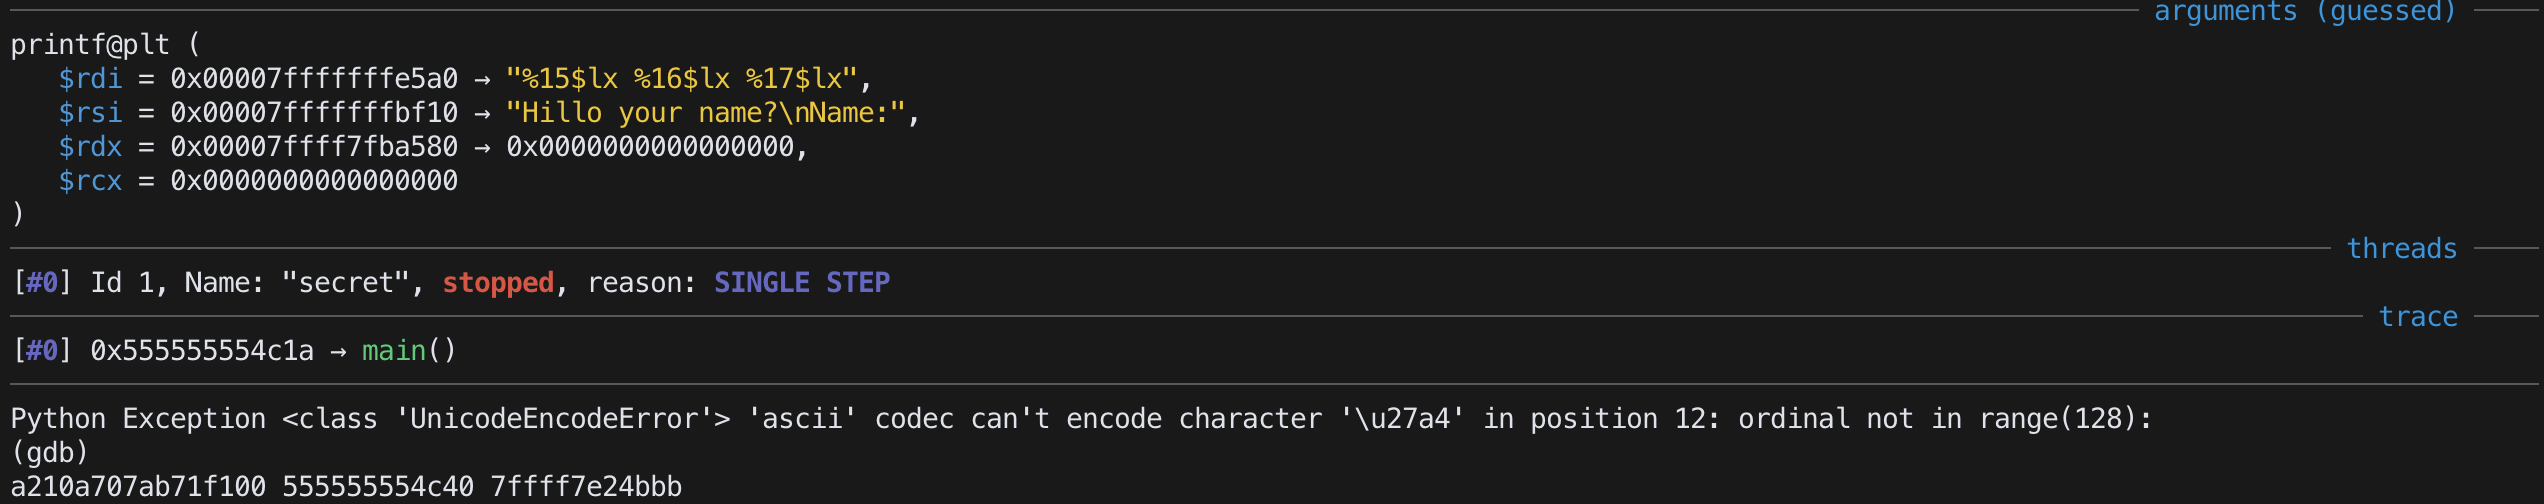 arguments (guessed)
printf@plt (
$rdi = 0x00007fffffffe5a0 → "%15$lx %16$lx %17$lx",
$rsi = 0x00007fffffffbf10 → "Hillo your name?\nName:",
$rdx = 0x00007ffff7fba580 → 0x0000000000000000,
$rcx = 0x0000000000000000
)
threads
[#0] Id 1, Name: "secret", stopped, reason: SINGLE STEP
trace
[#0] 0x555555554c1a → main()
Python Exception <class 'UnicodeEncodeError'> 'ascii' codec can't encode character '\u27a4' in position 12: ordinal not in range(128):
(gdb)
a210a707ab71f100 555555554c40 7ffff7e24bbb